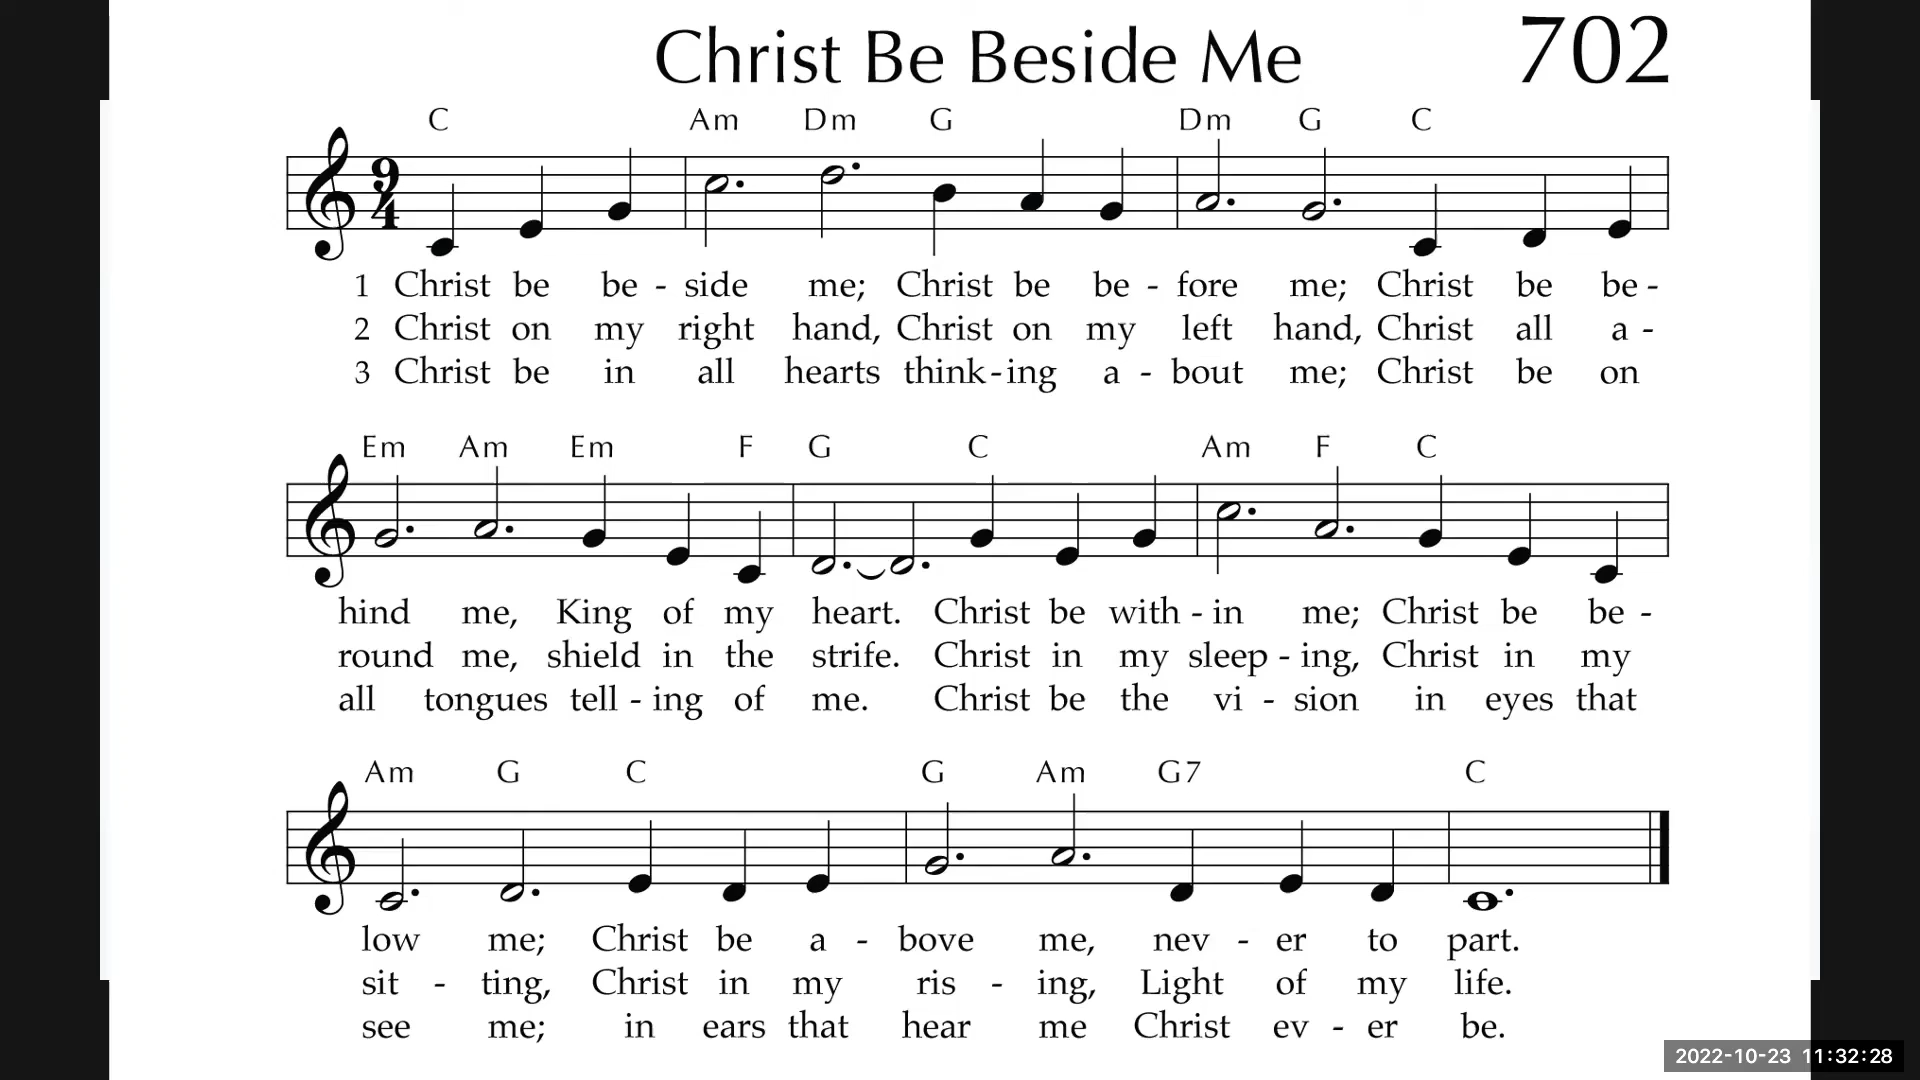 Christ Be Beside Me 702
C Am Dm G Dm G C
9
4
1 Christ be be - side me; Christ be be - fore me; Christ be be -
2 Christ on my right hand, Christ on my left hand, Christ all a -
3 Christ be in all hearts think - ing a - bout me; Christ be on
Em Am Em F G C Am F C
hind me, King of my heart. Christ be with - in me; Christ be be -
round me, shield in the strife. Christ in my sleep - ing, Christ in my
all tongues tell - ing of me. Christ be the vi - sion in eyes that
Am G C G Am G7 C
low me; Christ be a - bove me, nev - er to part.
sit - ting, Christ in my ris - ing, Light of my life.
see me; in ears that hear me Christ ev - er be.
2022-10-23 11:32:28